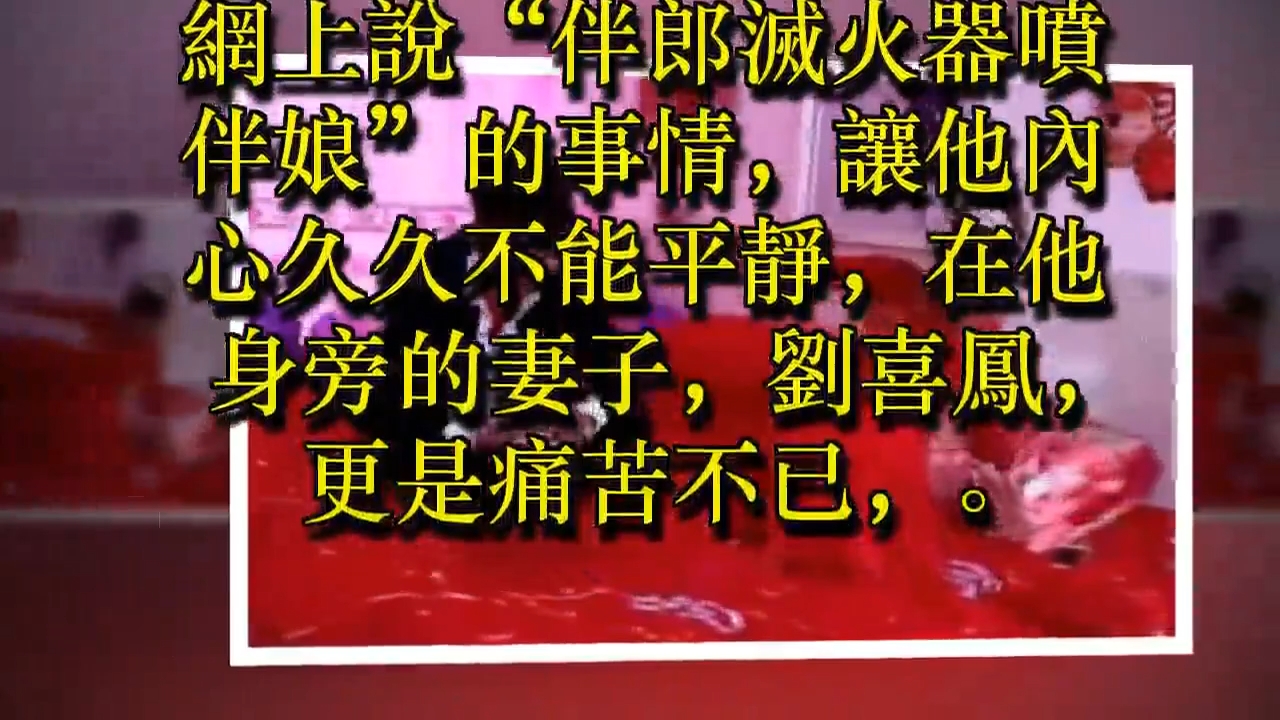 網上說“伴郎滅火器噴
伴娘”的事情，讓他內
心久久不能平靜，在他
身旁的妻子，劉喜鳳，
更是痛苦不已，。